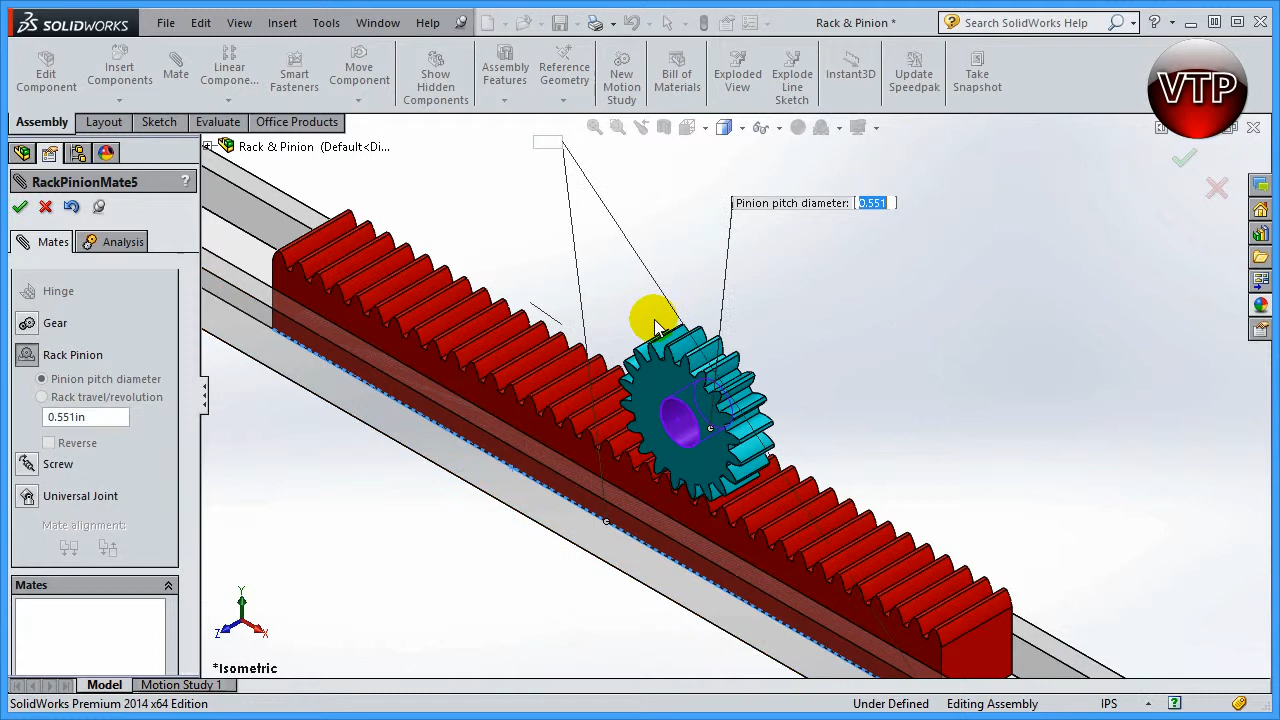 SOLIDWORKS File Edit View Insert Tools Window Help Rack & Pinion * Search SolidWorks Help
Edit Component
Insert Components
Mate
Linear Compone...
Smart Fasteners
Move Component
Show Hidden Components
Assembly Features
Reference Geometry
New Motion Study
Bill of Materials
Exploded View
Explode Line Sketch
Instant3D
Update Speedpak
Take Snapshot
VTP
Assembly Layout Sketch Evaluate Office Products
Rack & Pinion (Default<Di...
RackPinionMate5 ?
Pinion pitch diameter: 0.551
Mates Analysis
Hinge
Gear
Rack Pinion
Pinion pitch diameter
Rack travel/revolution
0.551in
Reverse
Screw
Universal Joint
Mate alignment:
Mates
Y
Z X
*Isometric
Model Motion Study 1
SolidWorks Premium 2014 x64 Edition Under Defined Editing Assembly IPS ?